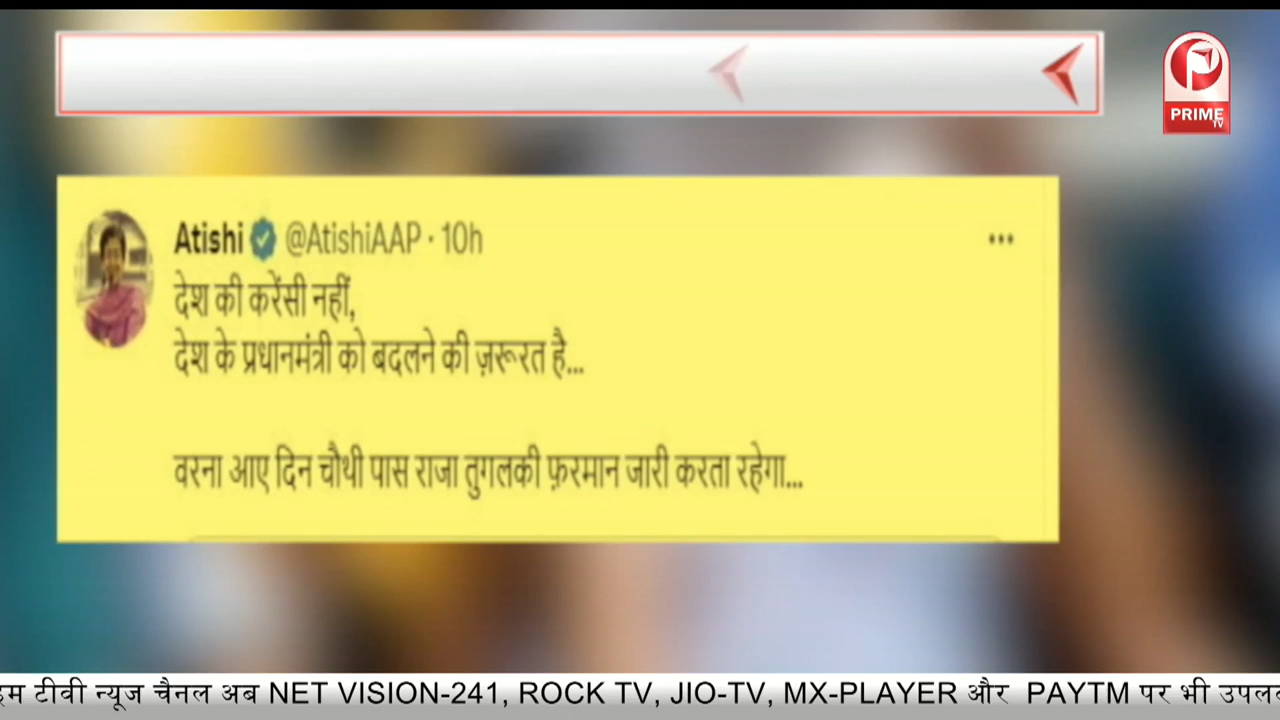 PRIME
TV
Atishi @AtishiAAP · 10h
देश की करेंसी नहीं,
देश के प्रधानमंत्री को बदलने की ज़रूरत है...
वरना आए दिन चौथी पास राजा तुगलकी फ़रमान जारी करता रहेगा...
टीवी न्यूज चैनल अब NET VISION-241, ROCK TV, JIO-TV, MX-PLAYER और PAYTM पर भी